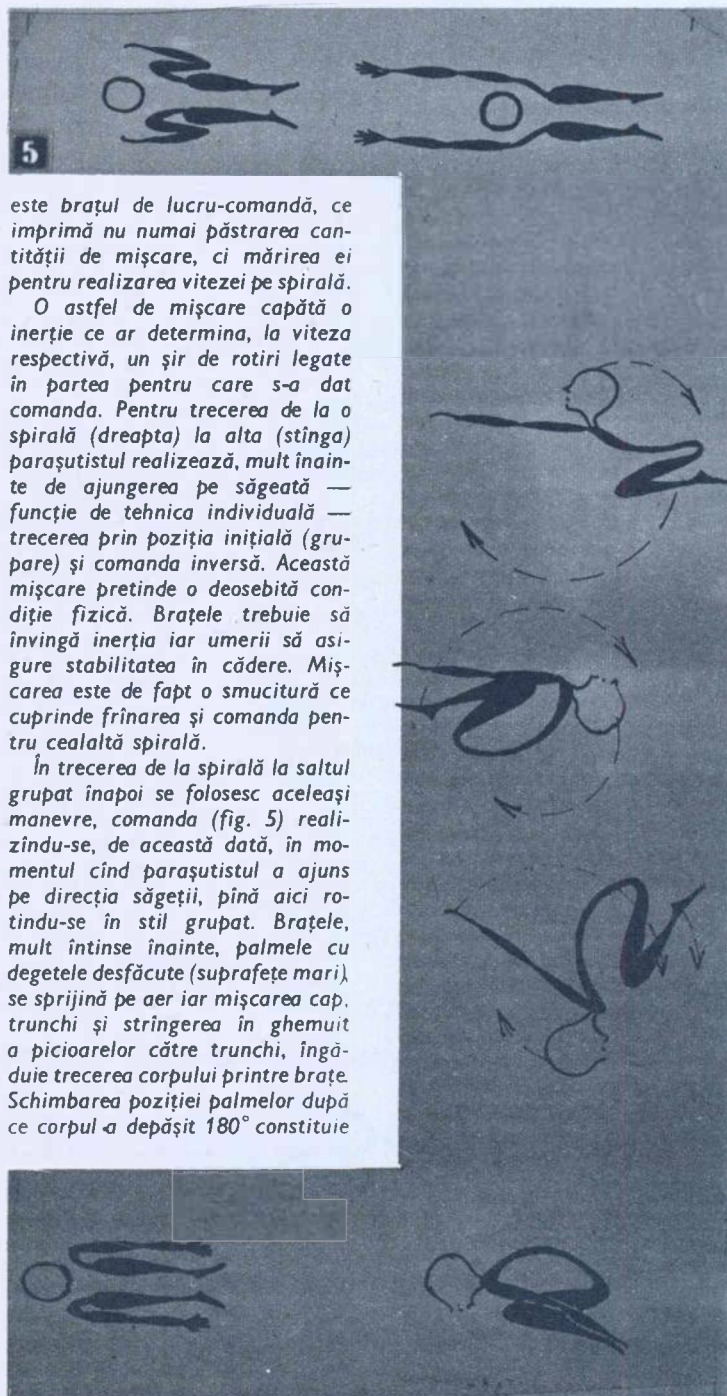 5
este brațul de lucru-comandă, ce
imprimă nu numai păstrarea can-
tității de mișcare, ci mărirea ei
pentru realizarea vitezei pe spirală.
O astfel de mișcare capătă o
inerție ce ar determina, la viteza
respectivă, un șir de rotiri legate
în partea pentru care s-a dat
comanda. Pentru trecerea de la o
spirală (dreapta) la alta (stînga)
parașutistul realizează, mult înain-
te de ajungerea pe săgeată —
funcție de tehnica individuală —
trecerea prin poziția inițială (gru-
pare) și comanda inversă. Această
mișcare pretinde o deosebită con-
diție fizică. Brațele trebuie să
învingă inerția iar umerii să asi-
gure stabilitatea în cădere. Miș-
carea este de fapt o smucitură ce
cuprinde frînarea și comanda pen-
tru cealaltă spirală.
În trecerea de la spirală la saltul
grupat înapoi se folosesc aceleași
manevre, comanda (fig. 5) reali-
zîndu-se, de această dată, în mo-
mentul cînd parașutistul a ajuns
pe direcția săgeții, pînă aici ro-
tindu-se în stil grupat. Brațele,
mult întinse înainte, palmele cu
degetele desfăcute (suprafețe mari),
se sprijină pe aer iar mișcarea cap,
trunchi și strîngerea în ghemuit
a picioarelor către trunchi, îngă-
duie trecerea corpului printre brațe.
Schimbarea poziției palmelor după
ce corpul a depășit 180° constituie